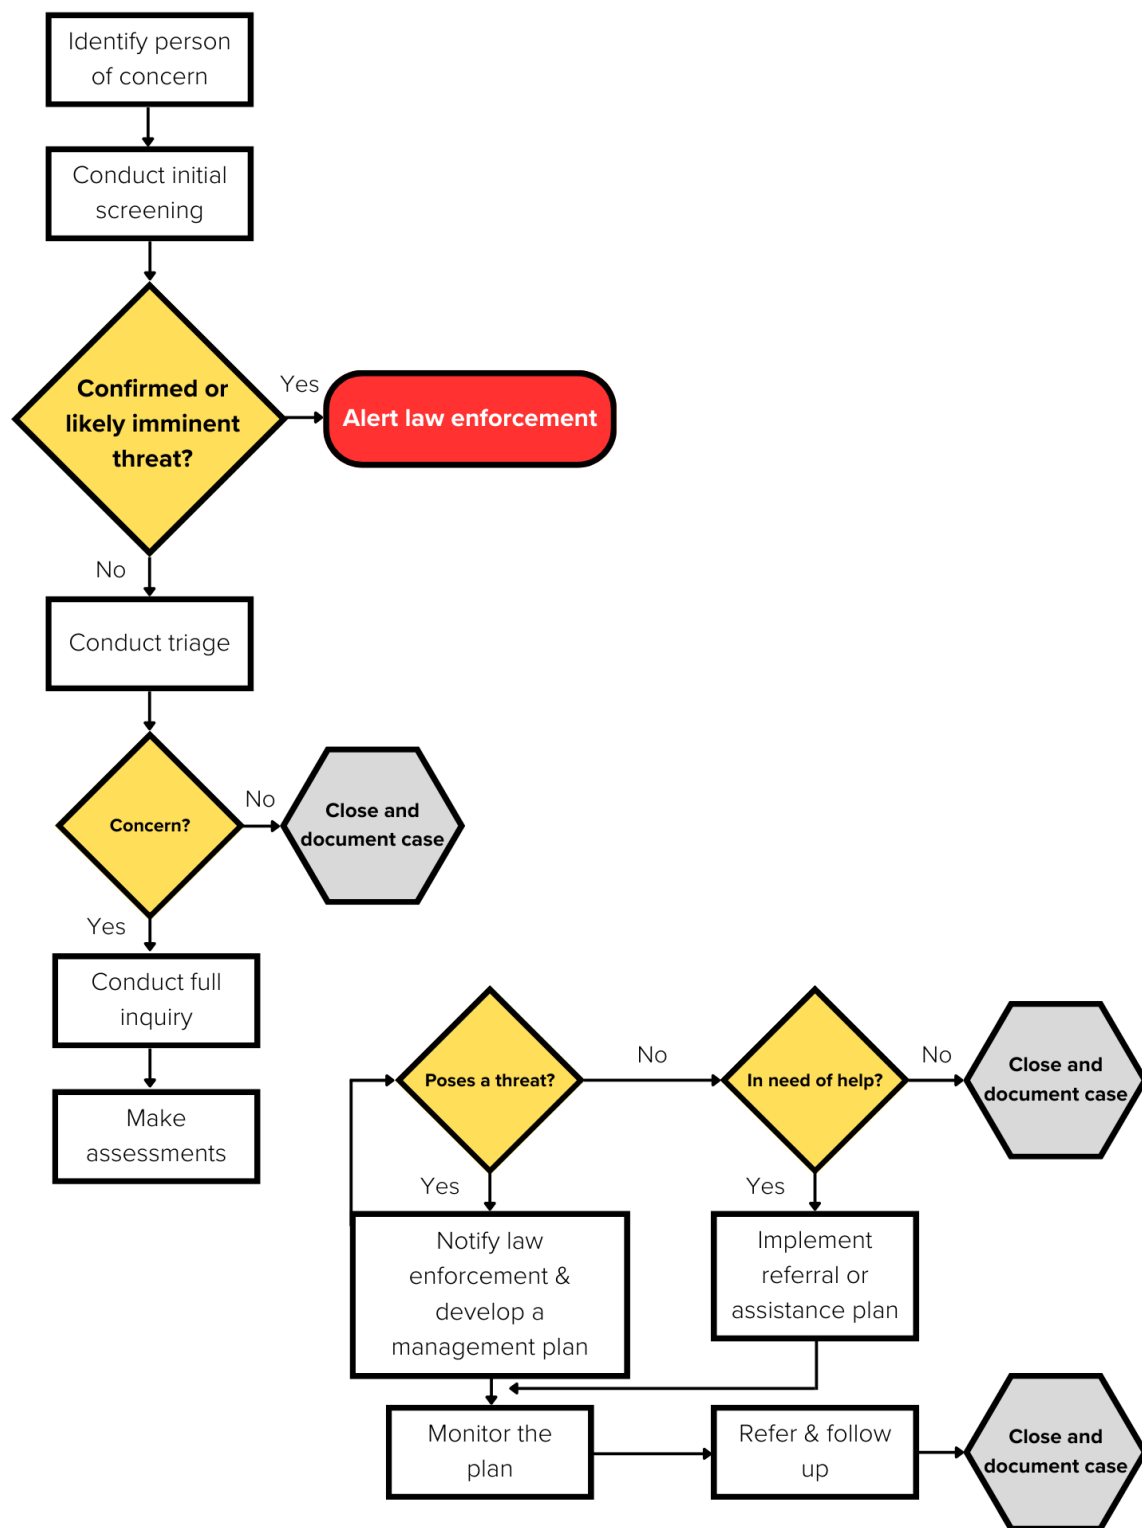 Identify person
of concern
Conduct initial
screening
Confirmed or
likely imminent
threat?
Yes
Alert law enforcement
No
Conduct triage
Concern?
No
Close and
document case
Yes
Conduct full
inquiry
Make
assessments
Poses a threat?
No
In need of help?
No
Close and
document case
Yes
Notify law
enforcement &
develop a
management plan
Yes
Implement
referral or
assistance plan
Monitor the
plan
Refer & follow
up
Close and
document case